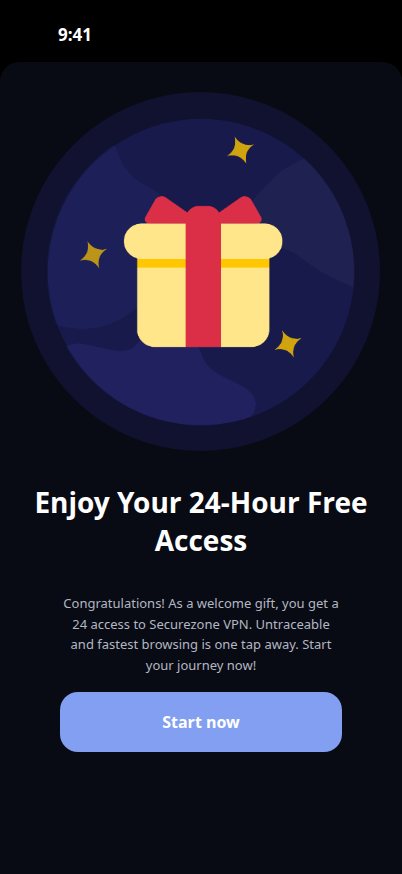 9:41
Enjoy Your 24-Hour Free
Access
Congratulations! As a welcome gift, you get a
24 access to Securezone VPN. Untraceable
and fastest browsing is one tap away. Start
your journey now!
Start now